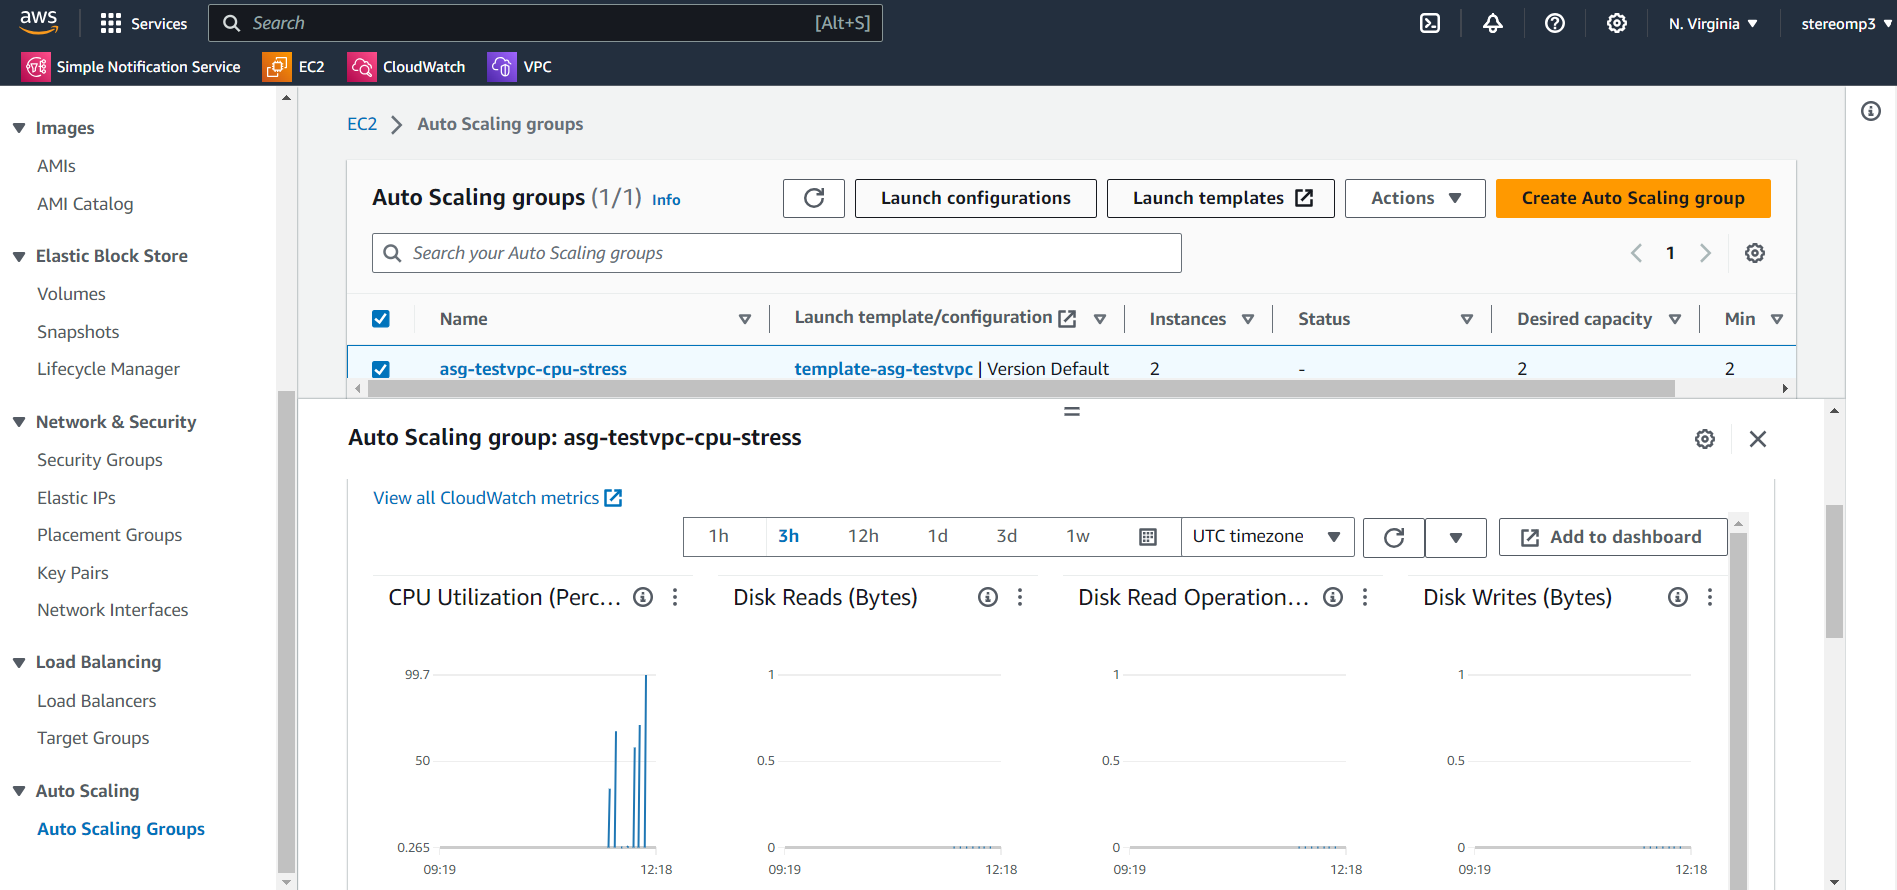 aws
Services
Search
[Alt+S]
N. Virginia
stereomp3
Simple Notification Service
EC2
CloudWatch
VPC
Images
AMIs
AMI Catalog
Elastic Block Store
Volumes
Snapshots
Lifecycle Manager
Network & Security
Security Groups
Elastic IPs
Placement Groups
Key Pairs
Network Interfaces
Load Balancing
Load Balancers
Target Groups
Auto Scaling
Auto Scaling Groups
EC2 Auto Scaling groups
Auto Scaling groups (1/1) Info
Launch configurations
Launch templates
Actions
Create Auto Scaling group
Search your Auto Scaling groups
1
Name Launch template/configuration Instances Status Desired capacity Min
asg-testvpc-cpu-stress template-asg-testvpc | Version Default 2 - 2 2
Auto Scaling group: asg-testvpc-cpu-stress
View all CloudWatch metrics
1h 3h 12h 1d 3d 1w UTC timezone Add to dashboard
CPU Utilization (Perc...
99.7
50
0.265
09:19 12:18
Disk Reads (Bytes)
1
0.5
0
09:19 12:18
Disk Read Operation...
1
0.5
0
09:19 12:18
Disk Writes (Bytes)
1
0.5
0
09:19 12:18